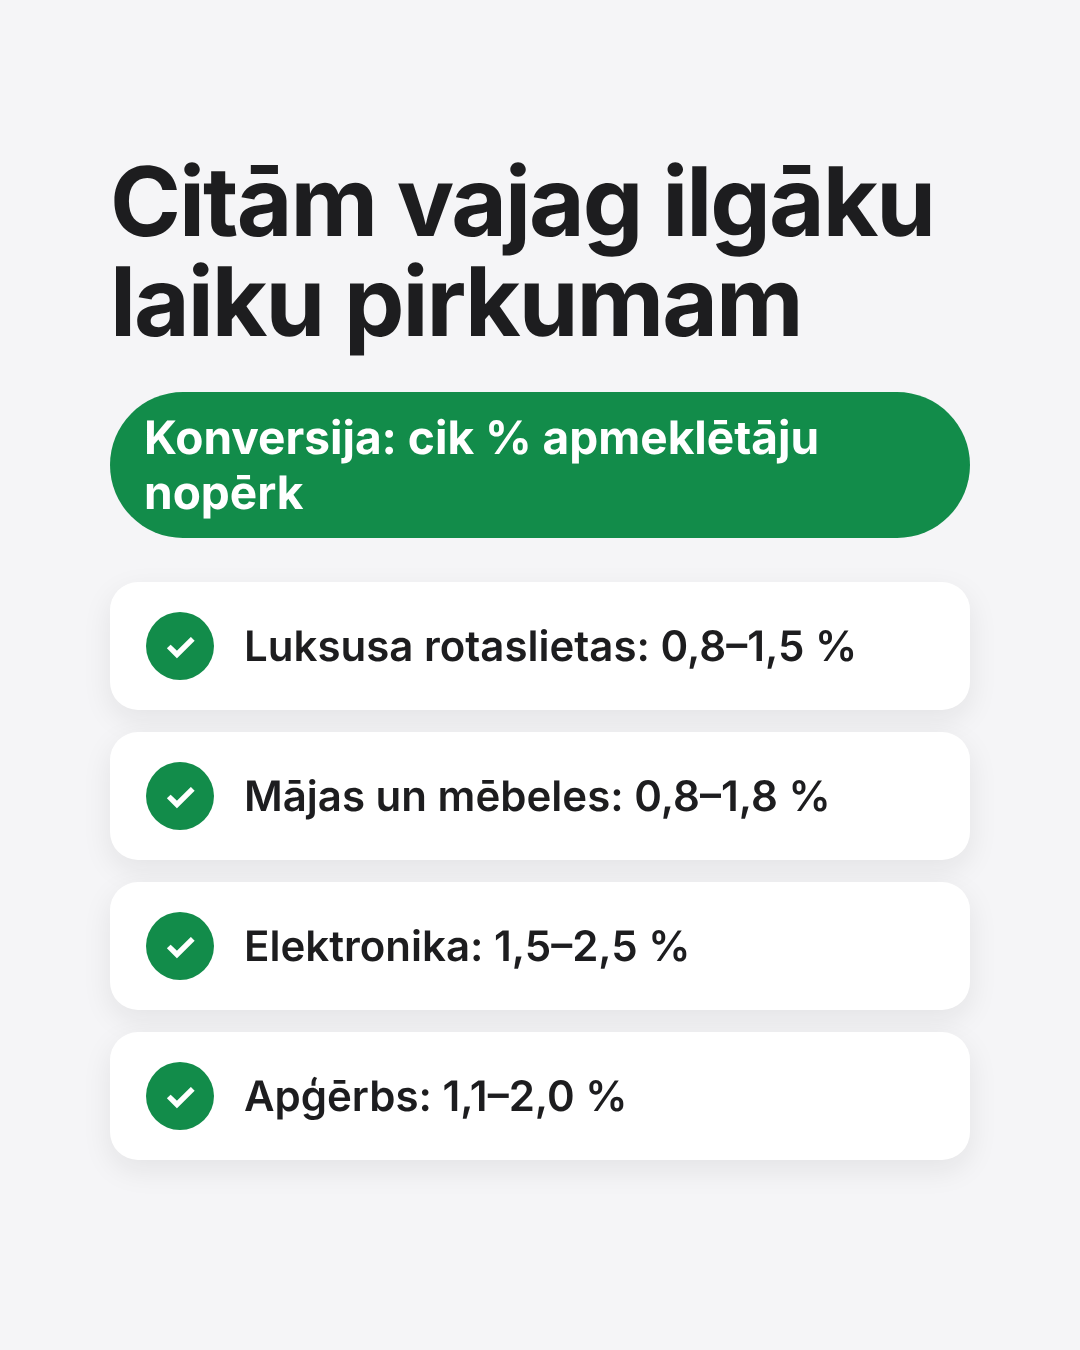 Citām vajag ilgāku
laiku pirkumam
Konversija: cik % apmeklētāju
nopērk
Luksusa rotaslietas: 0,8–1,5 %
Mājas un mēbeles: 0,8–1,8 %
Elektronika: 1,5–2,5 %
Apģērbs: 1,1–2,0 %